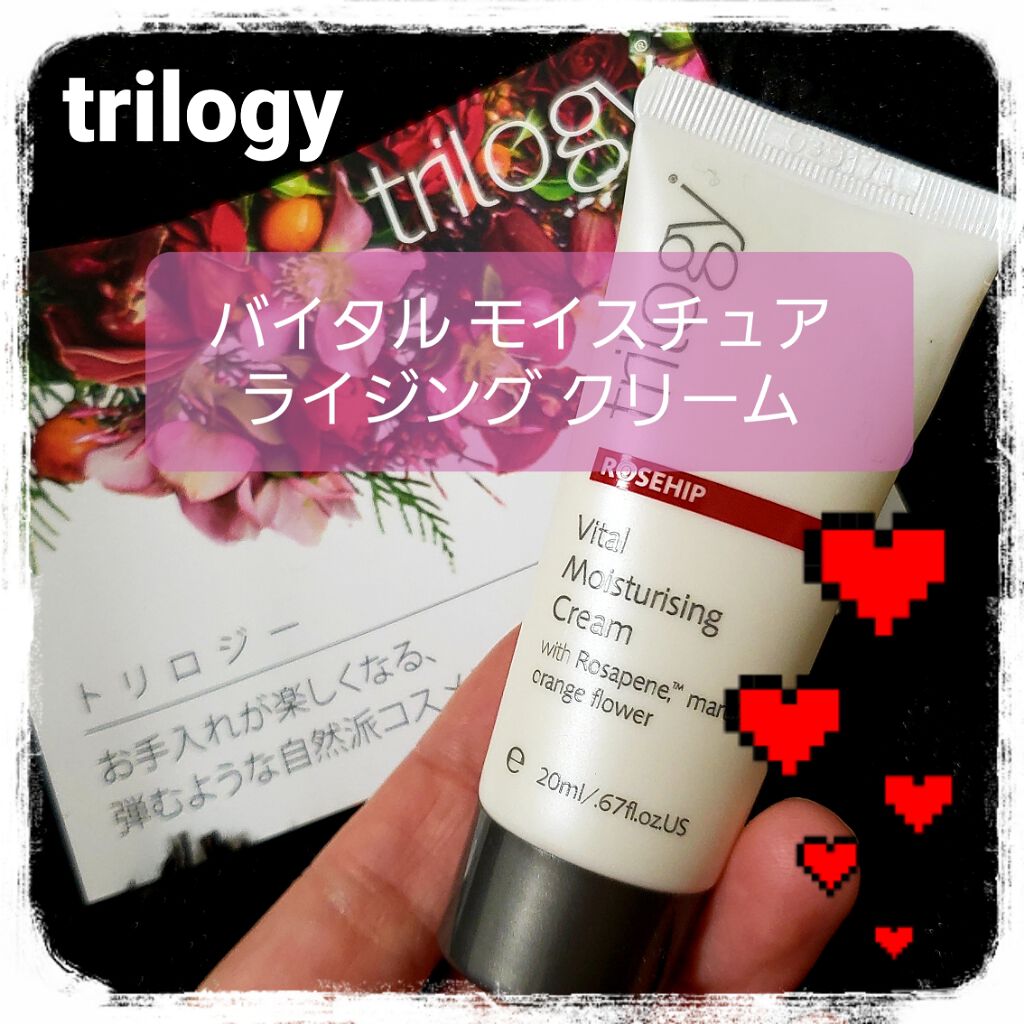 trilogy
trilogy
trilogy
バイタル モイスチュア
ライジング クリーム
ROSEHIP
Vital
Moisturising
Cream
with Rosapene,™
orange flower
e 20ml/.67fl.oz.US
トリロジー
お手入れが楽しくなる、
弾むような自然派コス